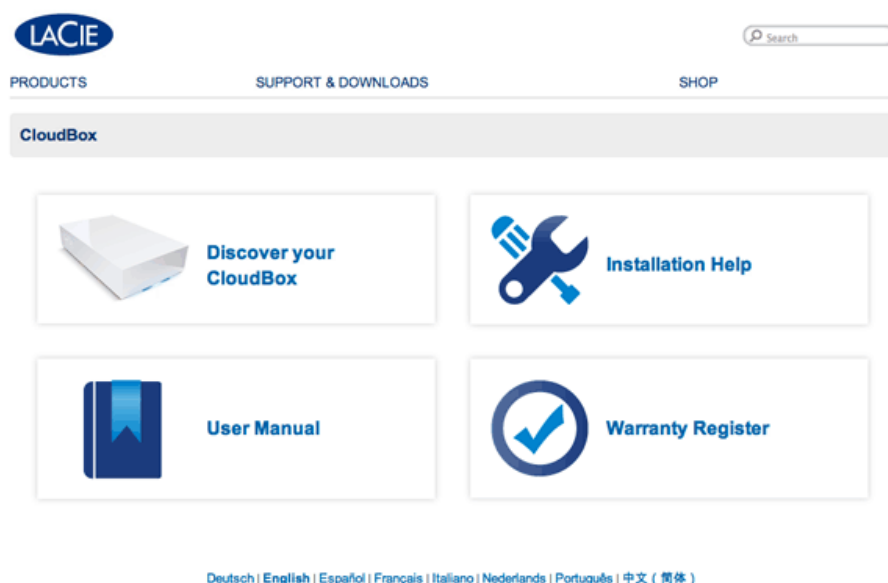 LACIE
Search
PRODUCTS SUPPORT & DOWNLOADS SHOP
CloudBox
Discover your
CloudBox
Installation Help
User Manual
Warranty Register
Deutsch | English | Español | Français | Italiano | Nederlands | Português | 中文 ( 简体 )